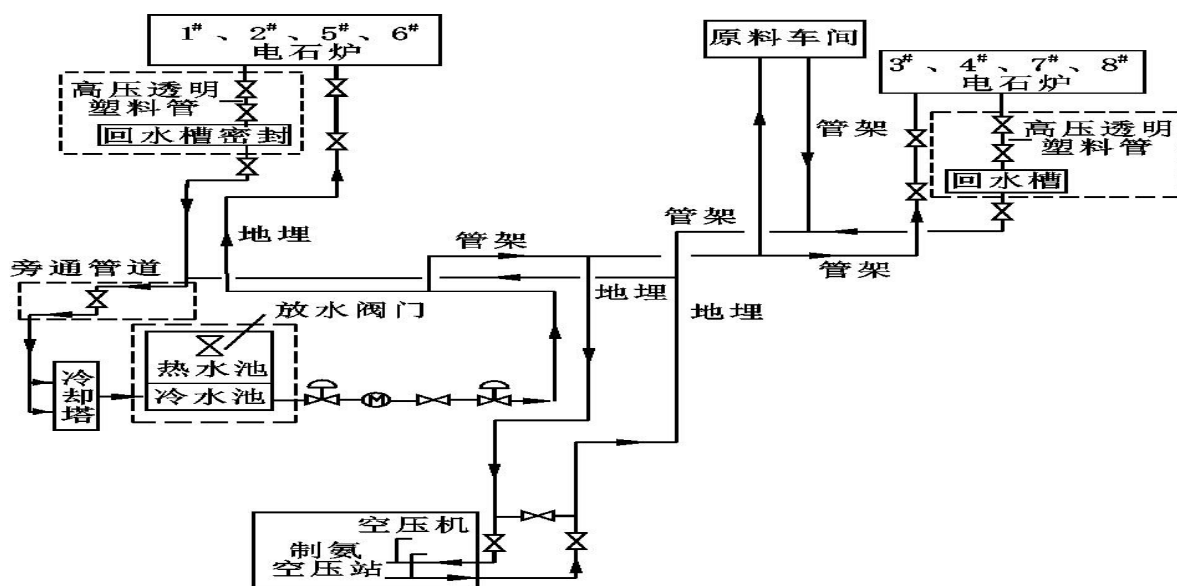 1#、2#、5#、6#
电石炉
原料车间
3#、4#、7#、8#
电石炉
高压透明
塑料管
回水槽密封
管架
高压透明
塑料管
回水槽
地埋
管架
管架
管架
旁通管道
地埋
放水阀门
地埋
热水池
冷水池
冷却塔
M
空压机
制氨
空压站